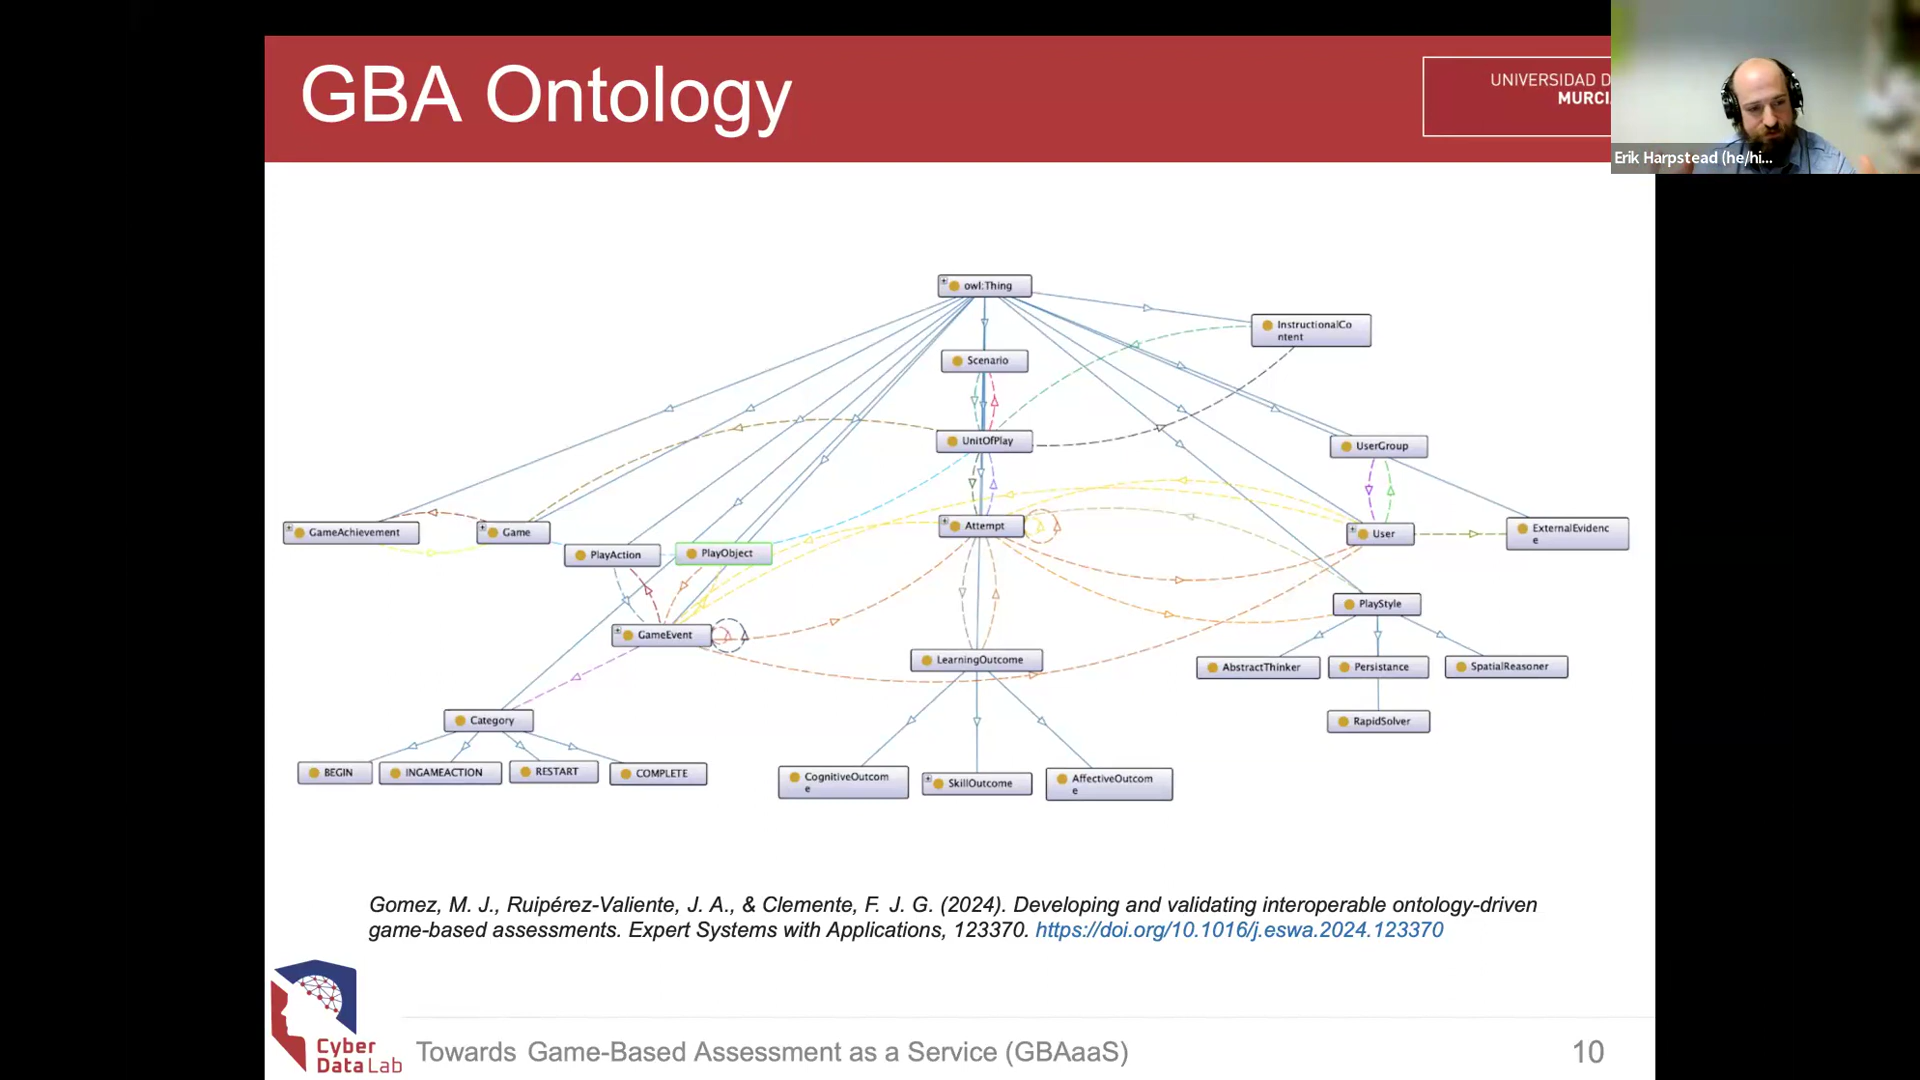 GBA Ontology
UNIVERSIDAD D
MURCI
Erik Harpstead (he/hi...
owl:Thing
InstructionalCo
ntent
Scenario
UnitOfPlay
UserGroup
GameAchievement
Game
PlayAction
PlayObject
Attempt
User
ExternalEvidenc
e
PlayStyle
GameEvent
LearningOutcome
AbstractThinker
Persistance
SpatialReasoner
Category
RapidSolver
BEGIN
INGAMEACTION
RESTART
COMPLETE
CognitiveOutcom
e
SkillOutcome
AffectiveOutcom
e
Gomez, M. J., Ruipérez-Valiente, J. A., & Clemente, F. J. G. (2024). Developing and validating interoperable ontology-driven
game-based assessments. Expert Systems with Applications, 123370. https://doi.org/10.1016/j.eswa.2024.123370
Cyber
DataLab
Towards Game-Based Assessment as a Service (GBAaaS)
10